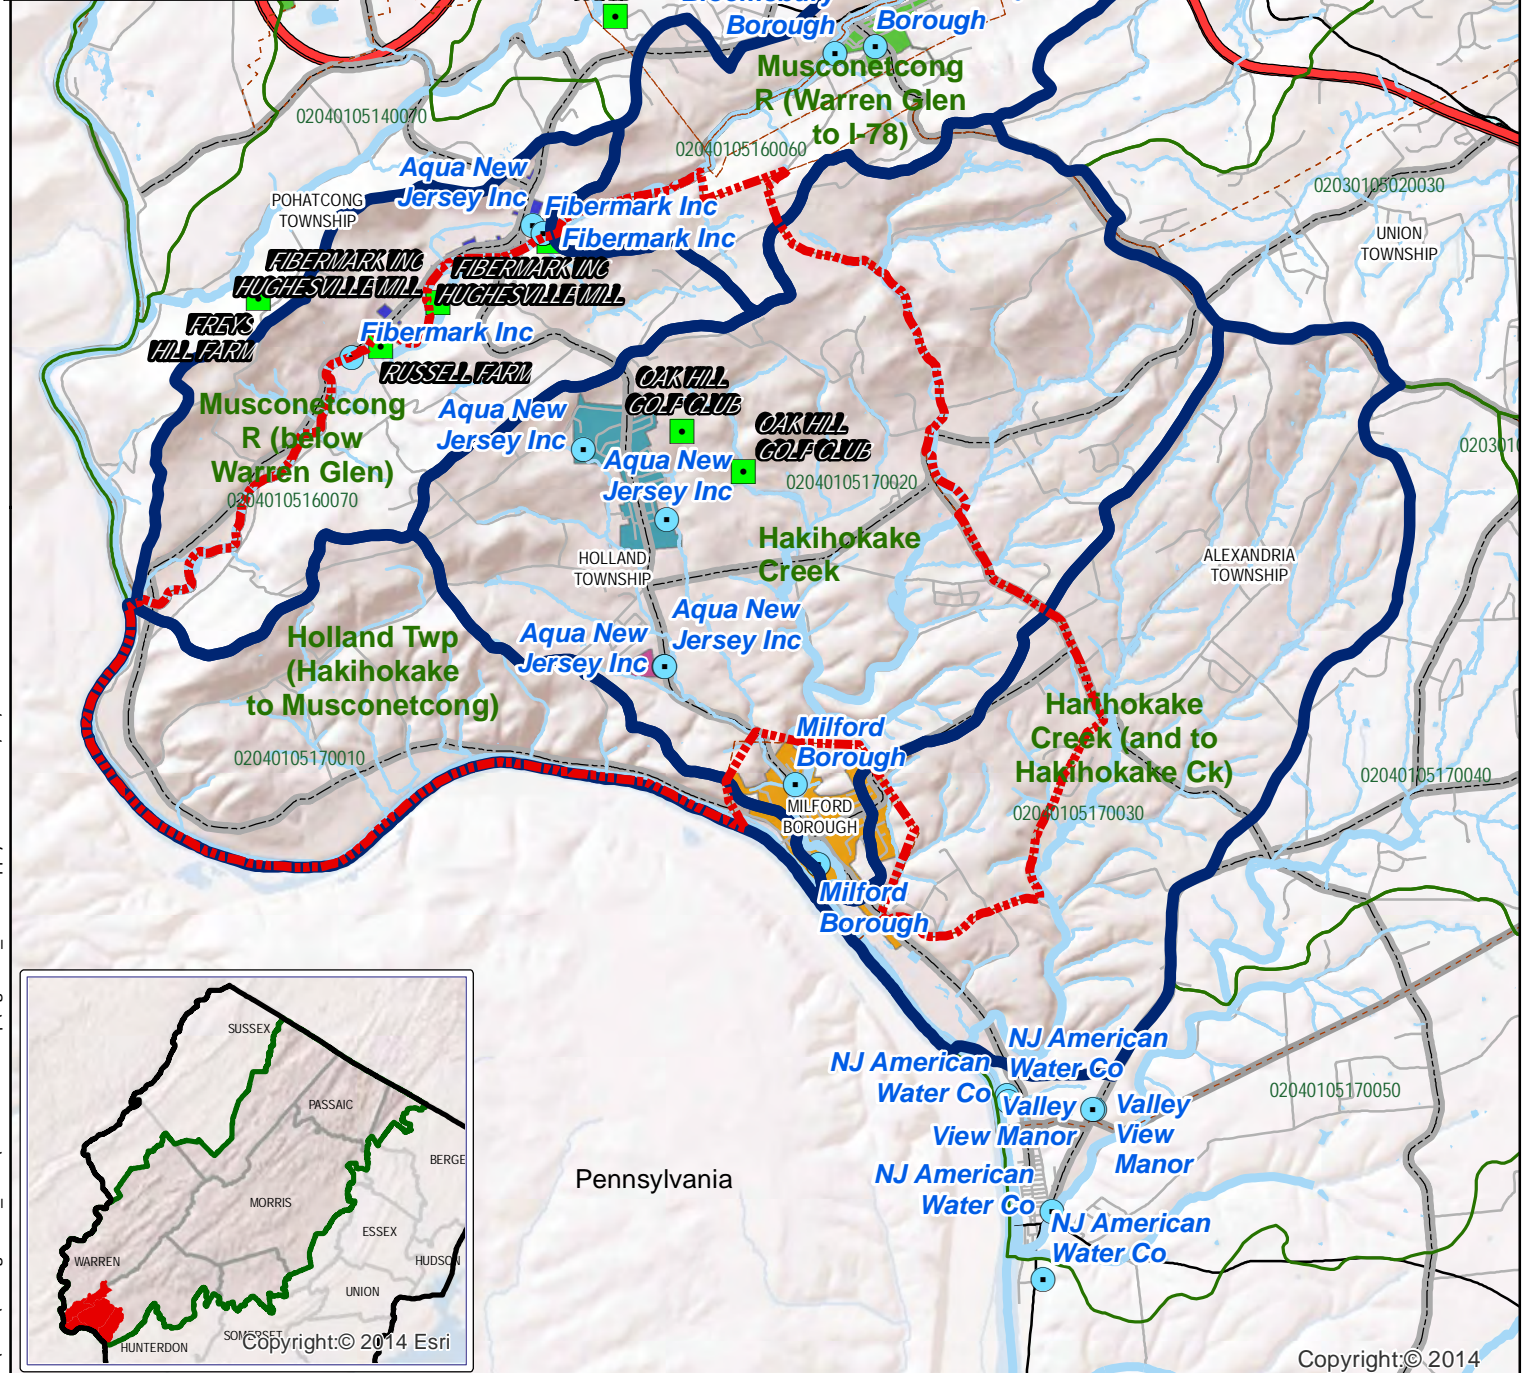 Borough
Borough
Musconetcong
R (Warren Glen
to I-78)
02040105140070
02040105160060
02030105020030
Aqua New
Jersey Inc
POHATCONG
TOWNSHIP
Fibermark Inc
Fibermark Inc
UNION
TOWNSHIP
FIBERMARK INC
HUGHESVILLE MILL
FIBERMARK INC
HUGHESVILLE MILL
FREYS
HILL FARM
Fibermark Inc
RUSSELL FARM
OAK HILL
GOLF CLUB
Musconetcong
R (below
Warren Glen)
02040105160070
Aqua New
Jersey Inc
OAK HILL
GOLF CLUB
Aqua New
Jersey Inc
02040105170020
Hakihokake
Creek
HOLLAND
TOWNSHIP
ALEXANDRIA
TOWNSHIP
Holland Twp
(Hakihokake
to Musconetcong)
02040105170010
Aqua New
Jersey Inc
Aqua New
Jersey Inc
Harihokake
Creek (and to
Hakihokake Ck)
02040105170030
02040105170040
Milford
Borough
MILFORD
BOROUGH
Milford
Borough
NJ American
Water Co
NJ American
Water Co
Valley
View Manor
Valley
View
Manor
02040105170050
NJ American
Water Co
NJ American
Water Co
Pennsylvania
SUSSEX
PASSAIC
BERGE
MORRIS
ESSEX
HUDSON
WARREN
UNION
SOMERSET
HUNTERDON
Copyright:© 2014 Esri
Copyright:© 2014